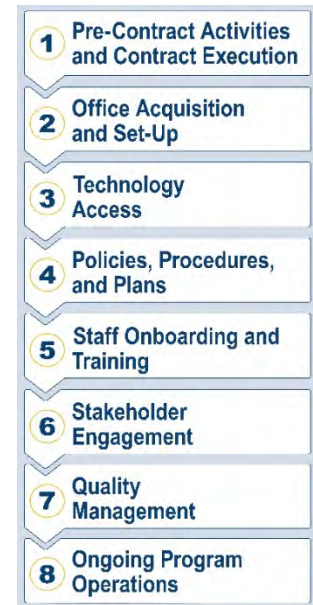 1 Pre-Contract Activities
and Contract Execution
2 Office Acquisition
and Set-Up
3 Technology
Access
4 Policies, Procedures,
and Plans
5 Staff Onboarding and
Training
6 Stakeholder
Engagement
7 Quality
Management
8 Ongoing Program
Operations